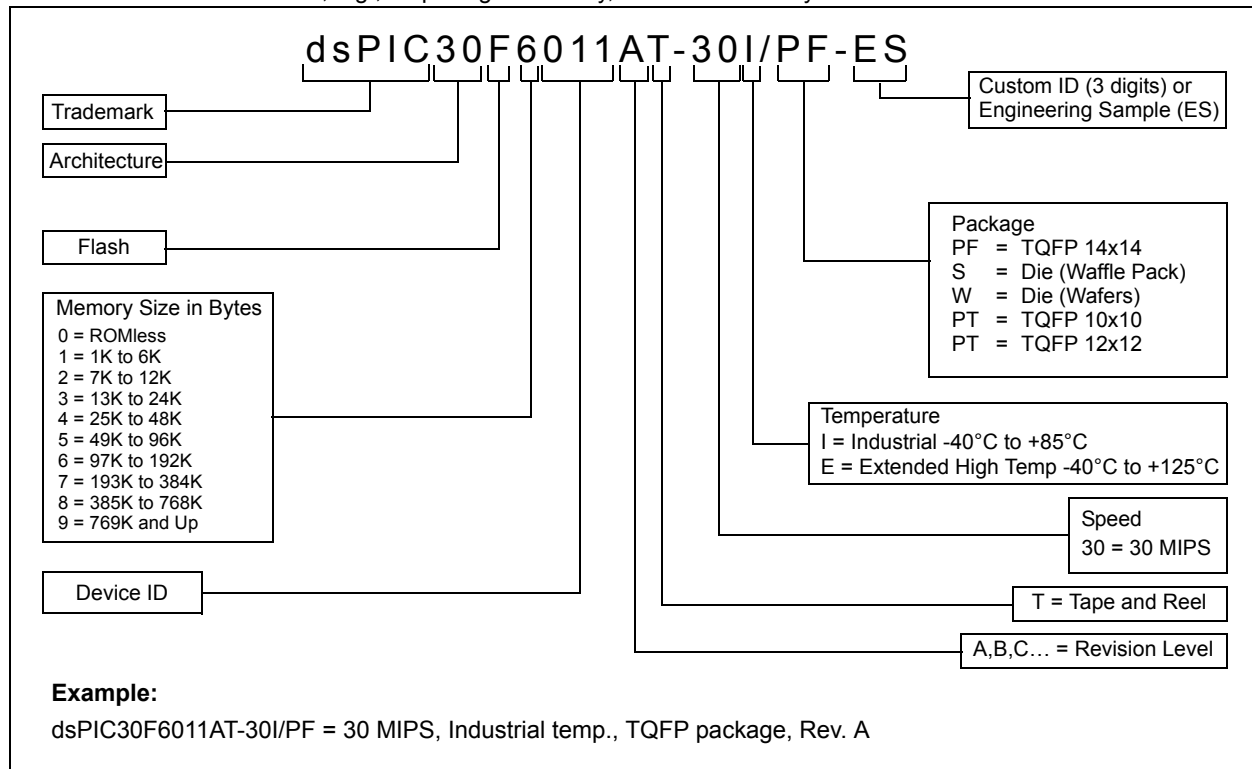 dsPIC30F6011AT-30I/PF-ES
Trademark
Architecture
Flash
Memory Size in Bytes
0 = ROMless
1 = 1K to 6K
2 = 7K to 12K
3 = 13K to 24K
4 = 25K to 48K
5 = 49K to 96K
6 = 97K to 192K
7 = 193K to 384K
8 = 385K to 768K
9 = 769K and Up
Device ID
Custom ID (3 digits) or
Engineering Sample (ES)
Package
PF = TQFP 14x14
S = Die (Waffle Pack)
W = Die (Wafers)
PT = TQFP 10x10
PT = TQFP 12x12
Temperature
I = Industrial -40°C to +85°C
E = Extended High Temp -40°C to +125°C
Speed
30 = 30 MIPS
T = Tape and Reel
A,B,C… = Revision Level
Example:
dsPIC30F6011AT-30I/PF = 30 MIPS, Industrial temp., TQFP package, Rev. A